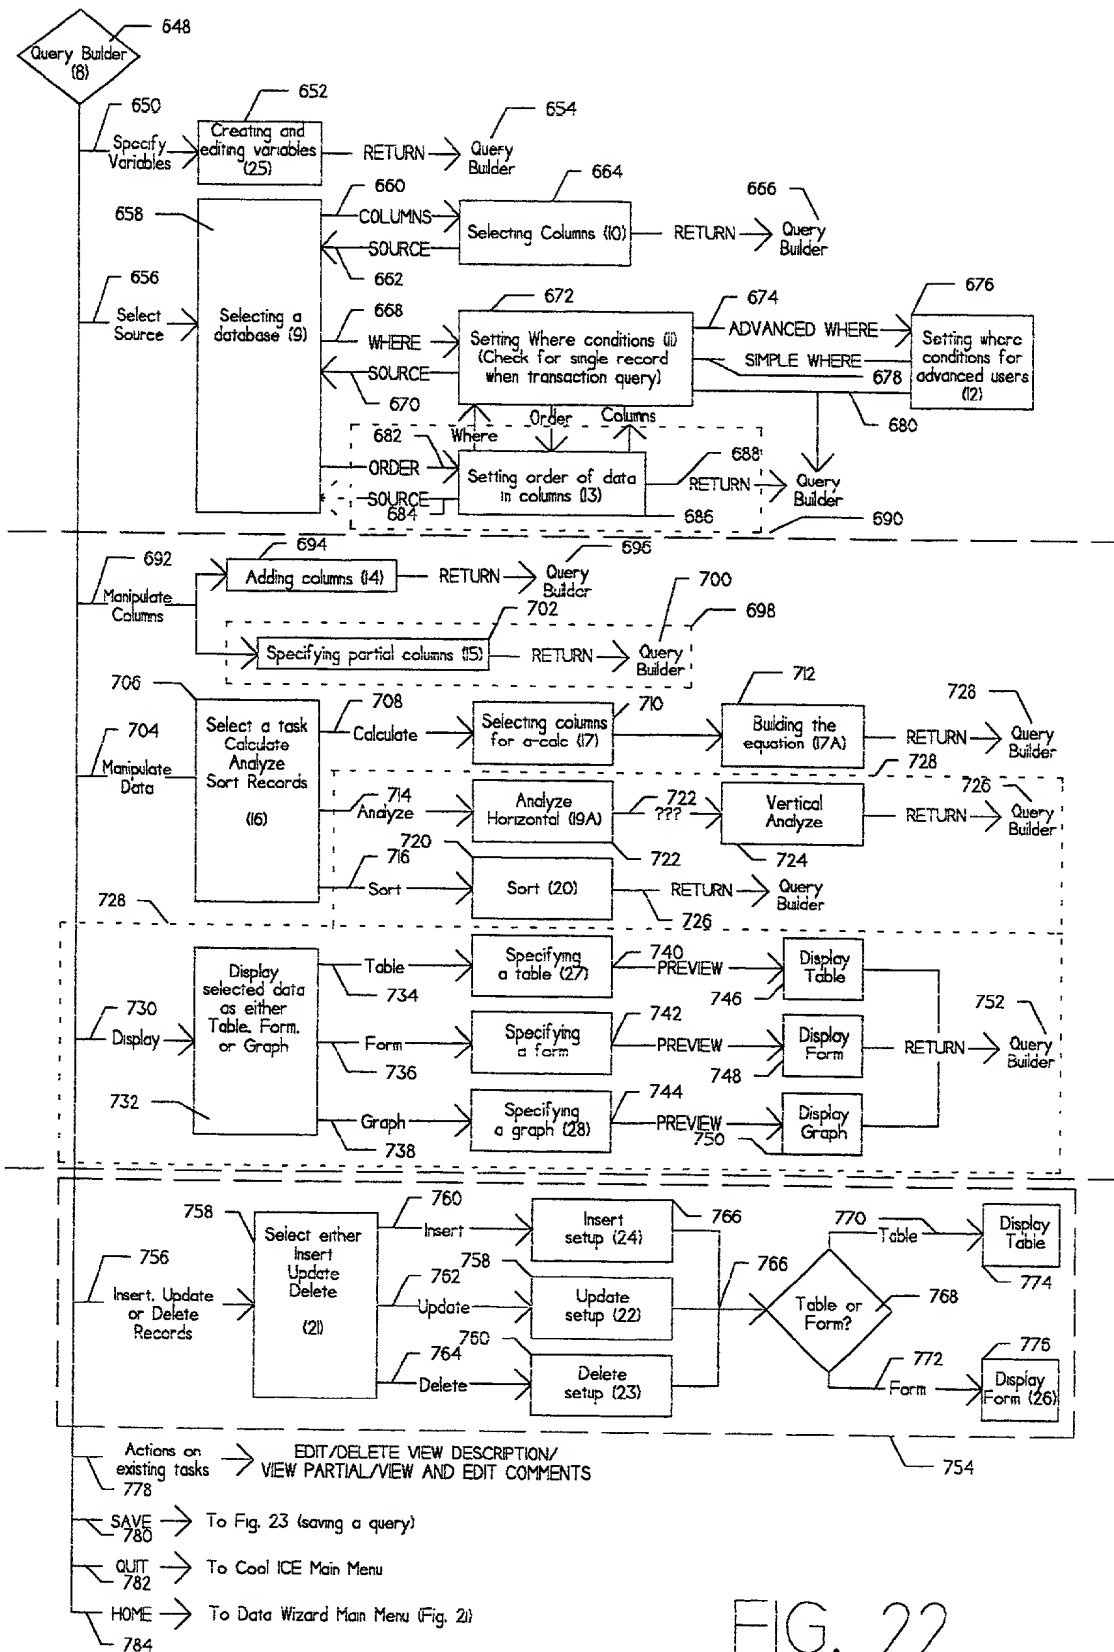 648
Query Builder
(8)
650
Specify
Variables
652
Creating and
editing variables
(25)
RETURN
654
Query
Builder
656
Select
Source
658
Selecting a
database (9)
660
COLUMNS
SOURCE
662
664
Selecting Columns (10)
RETURN
666
Query
Builder
668
WHERE
SOURCE
670
672
Setting Where conditions (11)
(Check for single record
when transaction query)
674
ADVANCED WHERE
SIMPLE WHERE
678
676
Setting where
conditions for
advanced users
(12)
680
Where
Order
Columns
682
ORDER
SOURCE
684
Setting order of data
in columns (13)
686
688
RETURN
Query
Builder
690
692
Manipulate
Columns
694
Adding columns (14)
RETURN
696
Query
Builder
698
700
702
Specifying partial columns (15)
RETURN
Query
Builder
704
Manipulate
Data
706
Select a task
Calculate
Analyze
Sort Records
(16)
708
Calculate
710
Selecting columns
for a-calc (17)
712
Building the
equation (17A)
RETURN
728
Query
Builder
728
714
Analyze
Analyze
Horizontal (19A)
722
???
722
Vertical
Analyze
724
RETURN
726
Query
Builder
716
Sort
720
Sort (20)
RETURN
726
Query
Builder
728
730
Display
Display
selected data
as either
Table, Form,
or Graph
732
Table
734
Specifying
a table (27)
740
PREVIEW
746
Display
Table
Form
736
Specifying
a form
742
PREVIEW
748
Display
Form
RETURN
752
Query
Builder
Graph
738
Specifying
a graph (28)
744
PREVIEW
750
Display
Graph
756
Insert, Update
or Delete
Records
758
Select either
Insert
Update
Delete
(21)
760
Insert
Insert
setup (24)
766
762
Update
758
Update
setup (22)
766
764
Delete
760
Delete
setup (23)
Table or
Form?
768
770
Table
Display
Table
774
772
Form
776
Display
Form (26)
754
Actions on
existing tasks
778
EDIT/DELETE VIEW DESCRIPTION/
VIEW PARTIAL/VIEW AND EDIT COMMENTS
SAVE
780
To Fig. 23 (saving a query)
QUIT
782
To Cool ICE Main Menu
HOME
784
To Data Wizard Main Menu (Fig. 21)
FIG. 22